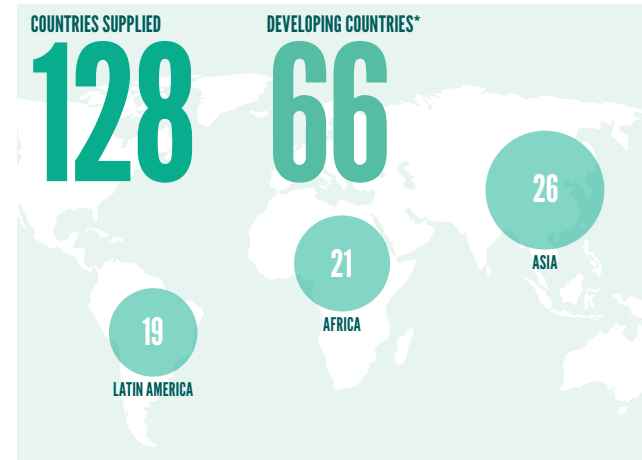 COUNTRIES SUPPLIED
128
DEVELOPING COUNTRIES*
66
26
ASIA
21
AFRICA
19
LATIN AMERICA